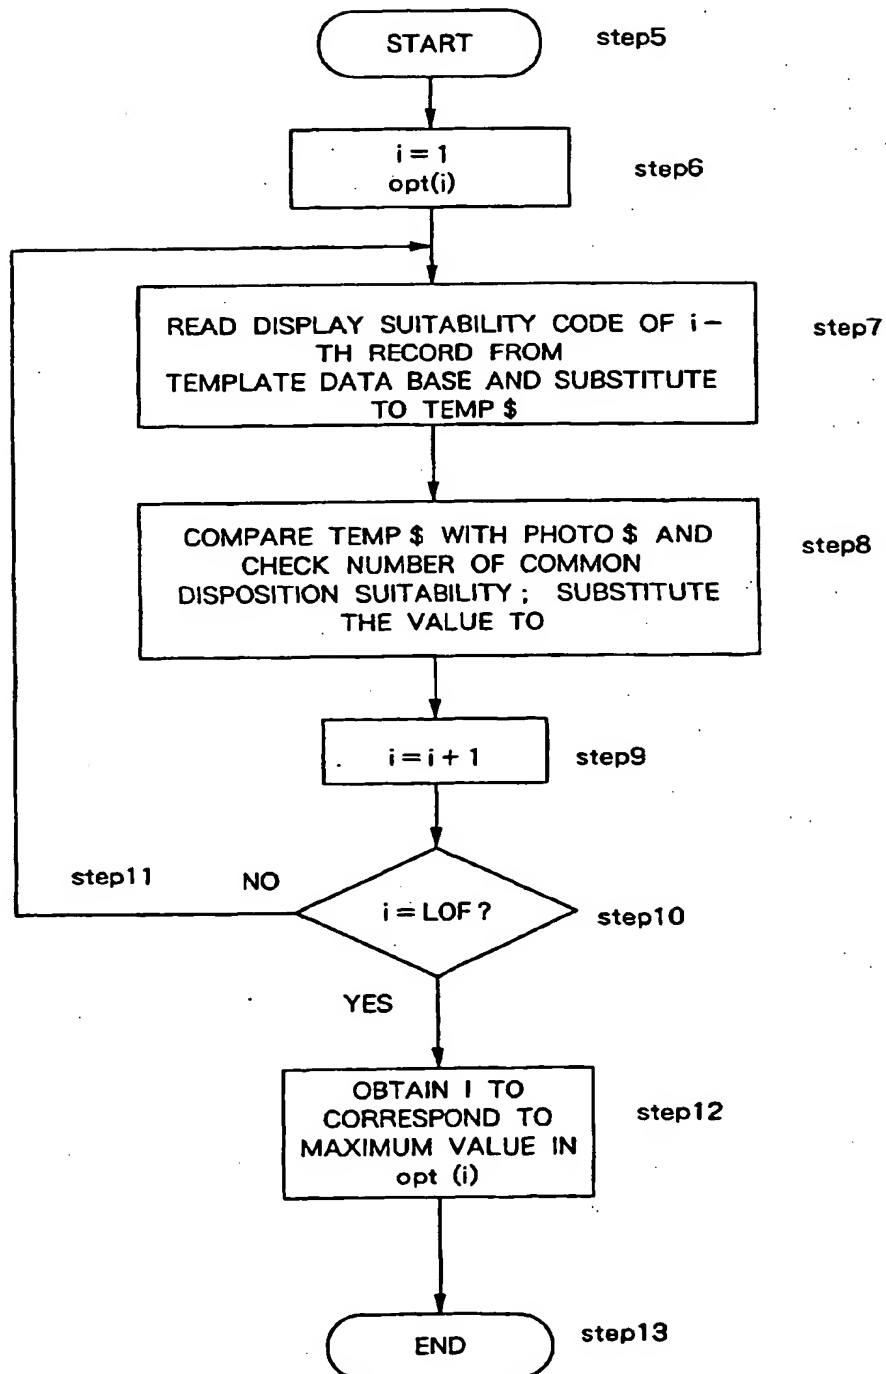 START
step5
i = 1
opt(i)
step6
READ DISPLAY SUITABILITY CODE OF i-
TH RECORD FROM
TEMPLATE DATA BASE AND SUBSTITUTE
TO TEMP $
step7
COMPARE TEMP $ WITH PHOTO $ AND
CHECK NUMBER OF COMMON
DISPOSITION SUITABILITY ; SUBSTITUTE
THE VALUE TO
step8
i = i + 1
step9
step11
NO
i = LOF ?
step10
YES
OBTAIN I TO
CORRESPOND TO
MAXIMUM VALUE IN
opt (i)
step12
END
step13